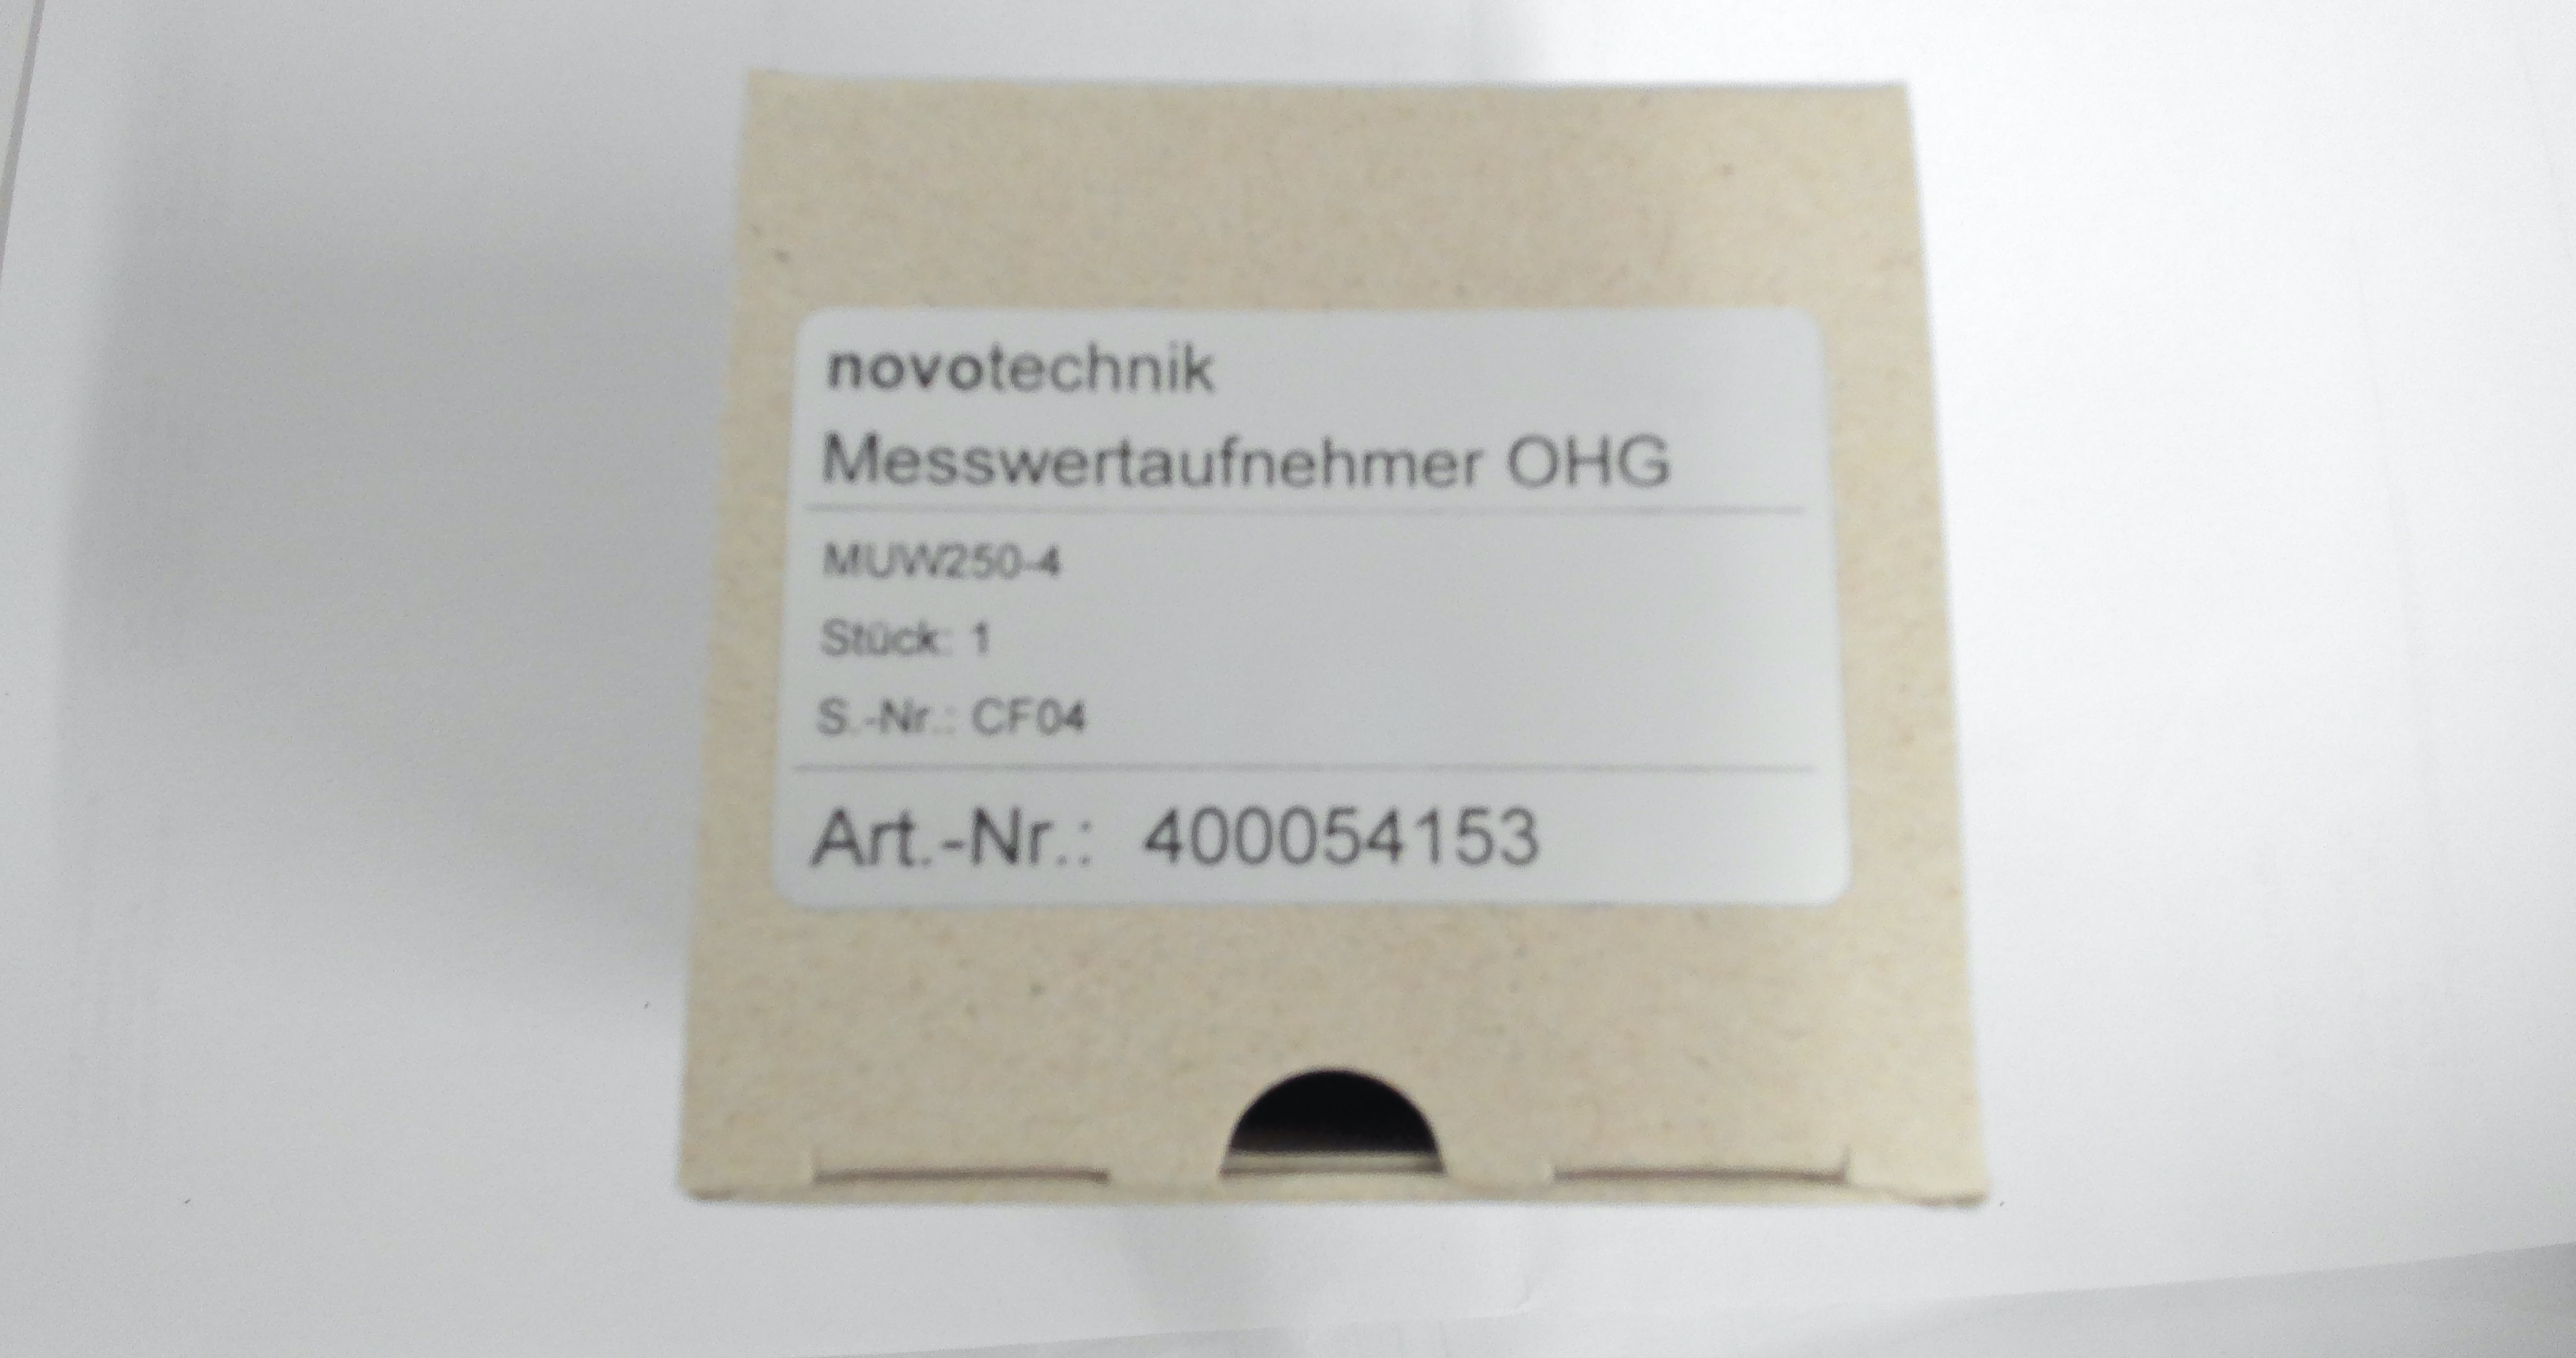 novotechnik
Messwertaufnehmer OHG
MUW250-4
Stück: 1
S.-Nr.: CF04
Art.-Nr.: 400054153